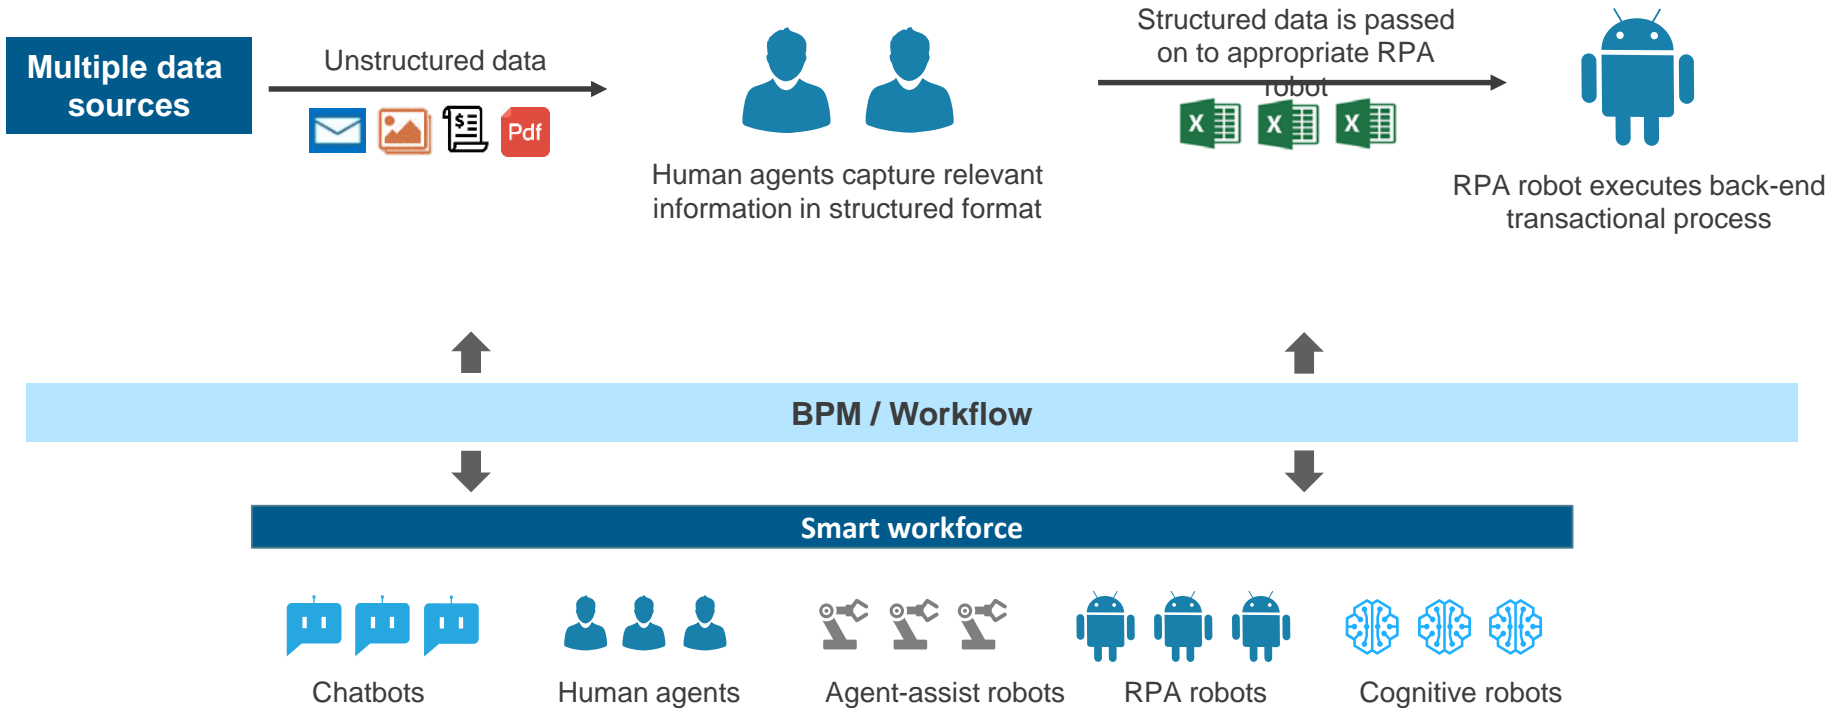 Multiple data
sources
Unstructured data
Pdf
Human agents capture relevant
information in structured format
Structured data is passed
on to appropriate RPA
robot
X
X
X
RPA robot executes back-end
transactional process
BPM / Workflow
Smart workforce
Chatbots
Human agents
Agent-assist robots
RPA robots
Cognitive robots